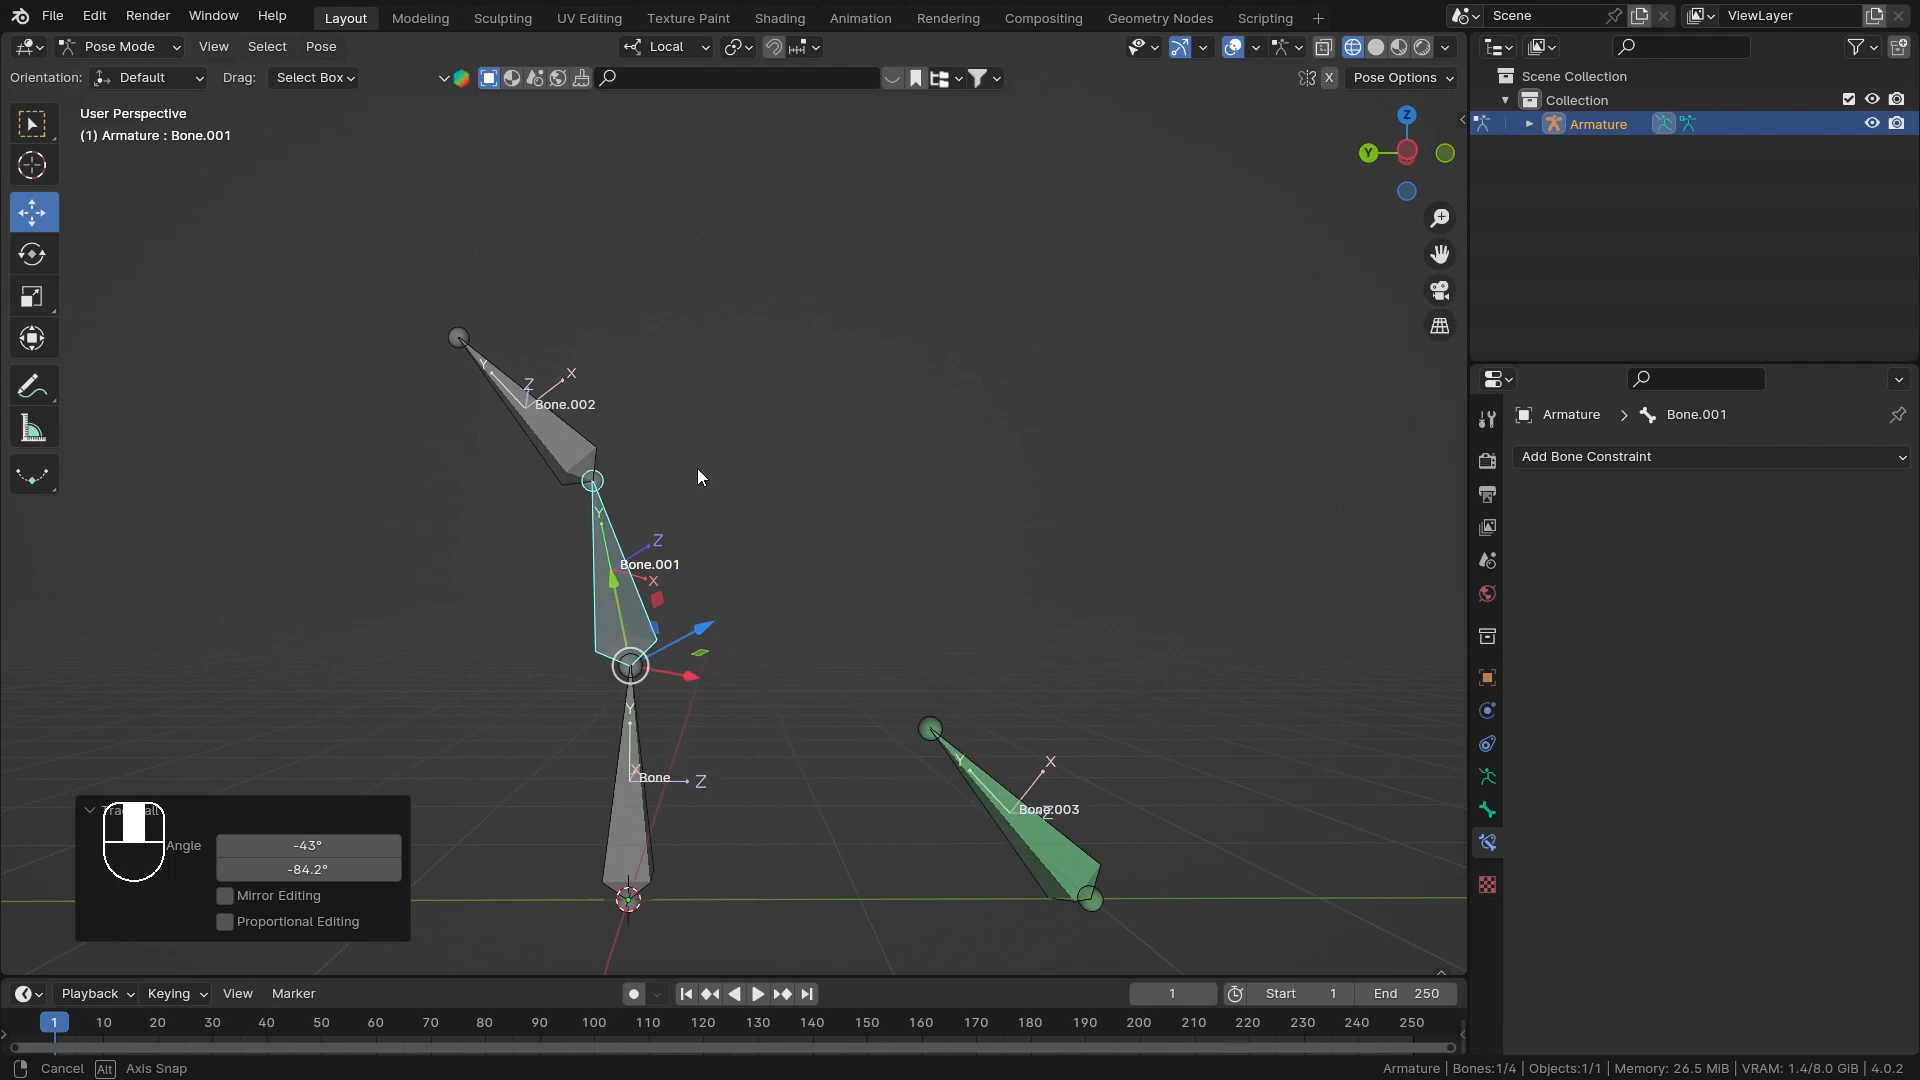 File Edit Render Window Help Layout Modeling Sculpting UV Editing Texture Paint Shading Animation Rendering Compositing Geometry Nodes Scripting + Scene ViewLayer
Pose Mode View Select Pose Local
Orientation: Default Drag: Select Box X Pose Options
Scene Collection
Collection
Armature
User Perspective
(1) Armature : Bone.001
Z
Y
Y
Z
X
Bone.002
Y
Z
Bone.001
X
Y
X
Bone
Z
Y
X
Bone.003
Z
Armature > Bone.001
Add Bone Constraint
Angle -43°
-84.2°
Mirror Editing
Proportional Editing
Playback Keying View Marker 1 Start 1 End 250
1 10 20 30 40 50 60 70 80 90 100 110 120 130 140 150 160 170 180 190 200 210 220 230 240 250
Cancel Alt Axis Snap Armature | Bones:1/4 | Objects:1/1 | Memory: 26.5 MiB | VRAM: 1.4/8.0 GiB | 4.0.2